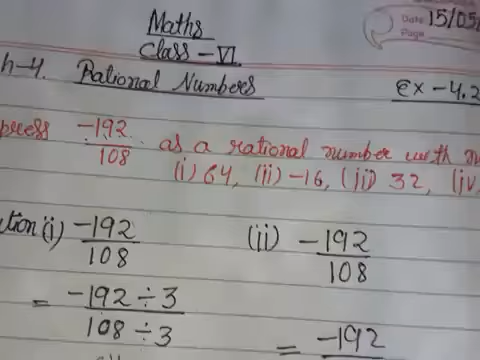 Maths
Date 15/05
Page
Class - VI
h-4. Rational Numbers
Ex - 4.2
press -192/108 as a rational number with
(i) 64, (ii) -16, (iii) 32, (iv
tion (i) -192/108
(ii) -192/108
= -192 ÷ 3 / 108 ÷ 3
= -192